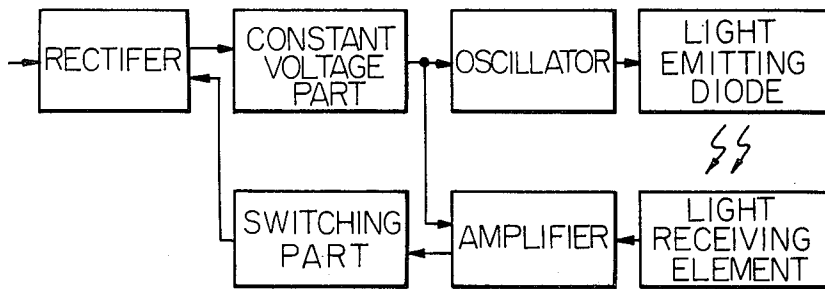 RECTIFER
CONSTANT
VOLTAGE
PART
OSCILLATOR
LIGHT
EMITTING
DIODE
SWITCHING
PART
AMPLIFIER
LIGHT
RECEIVING
ELEMENT